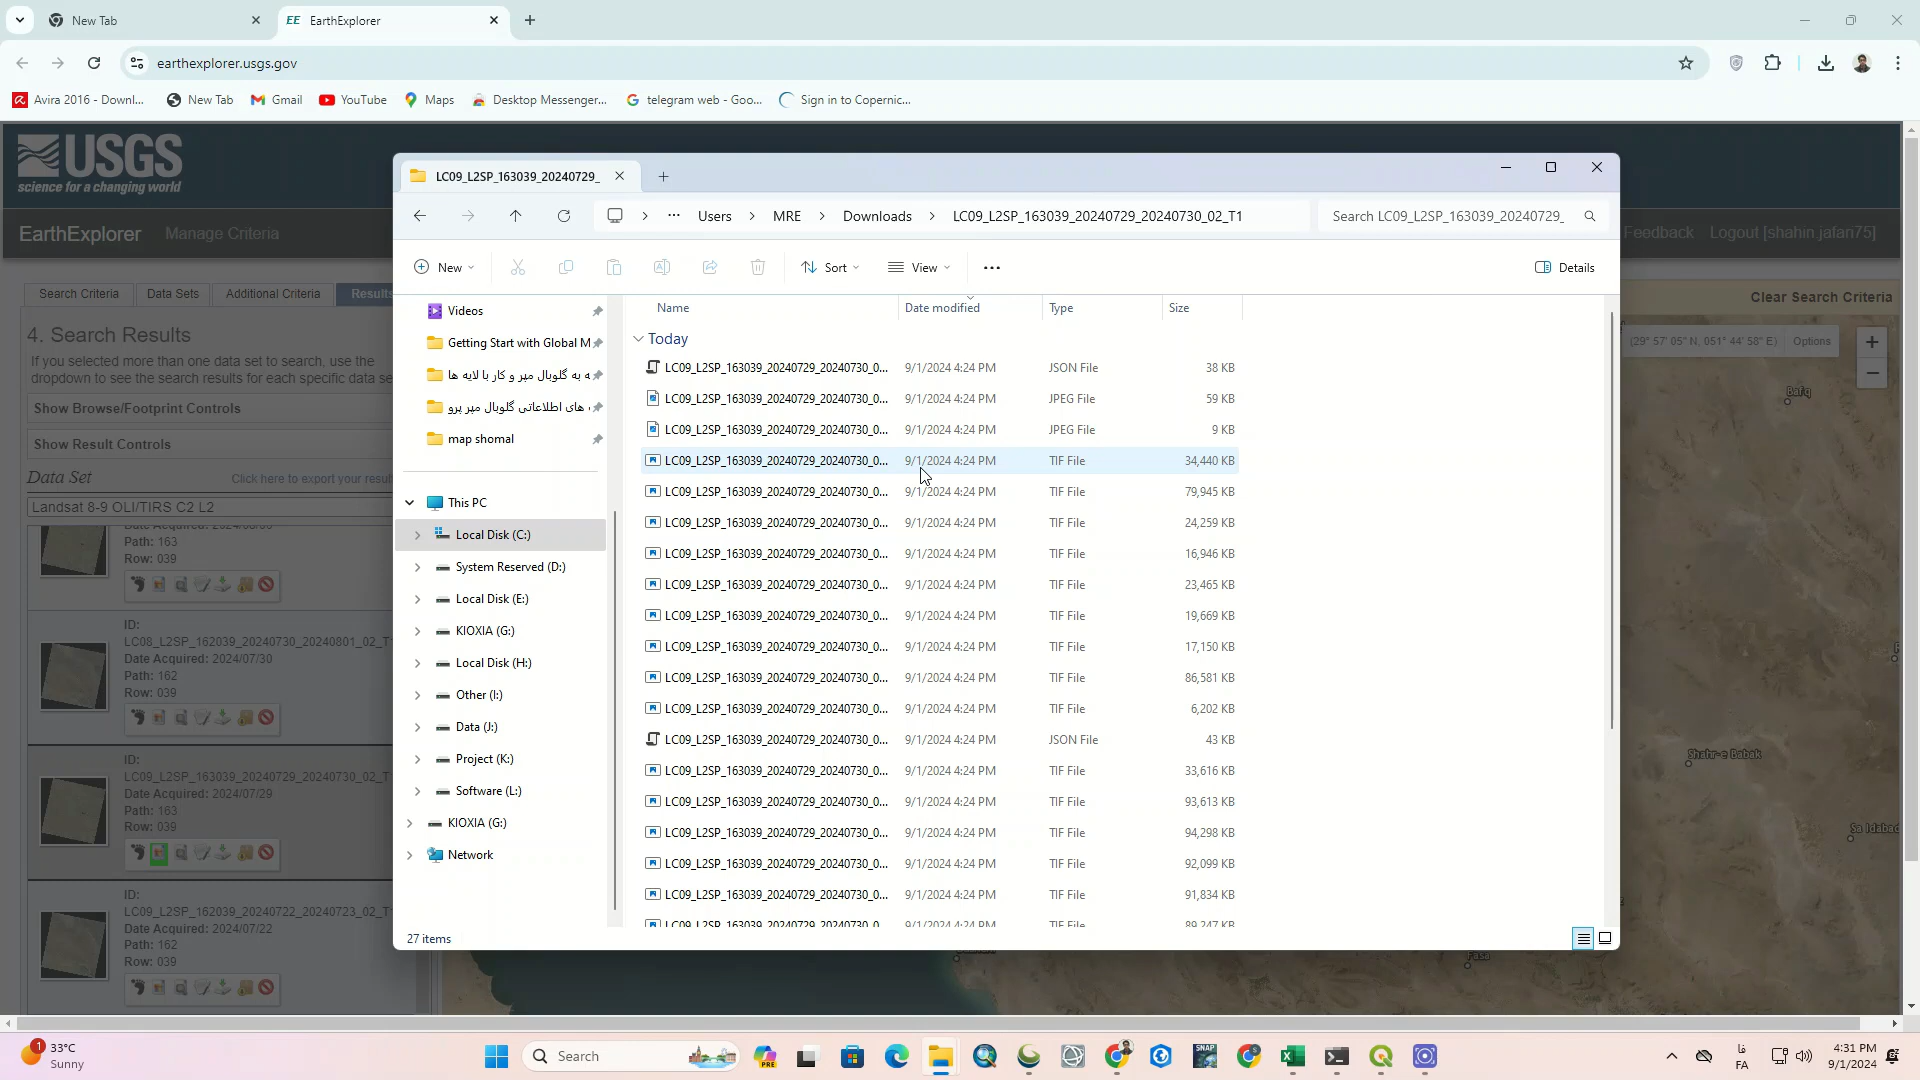 New Tab
EE EarthExplorer
earthexplorer.usgs.gov
Avira 2016 - Downl...
New Tab
Gmail
YouTube
Maps
Desktop Messenger...
telegram web - Goo...
Sign in to Copernic...
USGS
science for a changing world
EarthExplorer
Manage Criteria
Feedback
Logout [shahin.jafari75]
Search Criteria
Data Sets
Additional Criteria
Results
Clear Search Criteria
4. Search Results
If you selected more than one data set to search, use the
dropdown to see the search results for each specific data se
Show Browse/Footprint Controls
Show Result Controls
Data Set
Click here to export your result
Landsat 8-9 OLI/TIRS C2 L2
Path: 163
Row: 039
ID:
LC08_L2SP_162039_20240730_20240801_02_T
Date Acquired: 2024/07/30
Path: 162
Row: 039
ID:
LC09_L2SP_163039_20240729_20240730_02_T
Date Acquired: 2024/07/29
Path: 163
Row: 039
ID:
LC09_L2SP_162039_20240722_20240723_02_T
Date Acquired: 2024/07/22
Path: 162
Row: 039
(29° 57' 05" N, 051° 44' 58" E)
Options
Bafq
Shahr-e Babak
Fasa
LC09_L2SP_163039_20240729_
Users
MRE
Downloads
LC09_L2SP_163039_20240729_20240730_02_T1
Search LC09_L2SP_163039_20240729_
New
Sort
View
Details
Videos
Getting Start with Global M
map shomal
This PC
Local Disk (C:)
System Reserved (D:)
Local Disk (E:)
KIOXIA (G:)
Local Disk (H:)
Other (I:)
Data (J:)
Project (K:)
Software (L:)
KIOXIA (G:)
Network
Name Date modified Type Size
Today
LC09_L2SP_163039_20240729_20240730_0... 9/1/2024 4:24 PM JSON File 38 KB
LC09_L2SP_163039_20240729_20240730_0... 9/1/2024 4:24 PM JPEG File 59 KB
LC09_L2SP_163039_20240729_20240730_0... 9/1/2024 4:24 PM JPEG File 9 KB
LC09_L2SP_163039_20240729_20240730_0... 9/1/2024 4:24 PM TIF File 34,440 KB
LC09_L2SP_163039_20240729_20240730_0... 9/1/2024 4:24 PM TIF File 79,945 KB
LC09_L2SP_163039_20240729_20240730_0... 9/1/2024 4:24 PM TIF File 24,259 KB
LC09_L2SP_163039_20240729_20240730_0... 9/1/2024 4:24 PM TIF File 16,946 KB
LC09_L2SP_163039_20240729_20240730_0... 9/1/2024 4:24 PM TIF File 23,465 KB
LC09_L2SP_163039_20240729_20240730_0... 9/1/2024 4:24 PM TIF File 19,669 KB
LC09_L2SP_163039_20240729_20240730_0... 9/1/2024 4:24 PM TIF File 17,150 KB
LC09_L2SP_163039_20240729_20240730_0... 9/1/2024 4:24 PM TIF File 86,581 KB
LC09_L2SP_163039_20240729_20240730_0... 9/1/2024 4:24 PM TIF File 6,202 KB
LC09_L2SP_163039_20240729_20240730_0... 9/1/2024 4:24 PM JSON File 43 KB
LC09_L2SP_163039_20240729_20240730_0... 9/1/2024 4:24 PM TIF File 33,616 KB
LC09_L2SP_163039_20240729_20240730_0... 9/1/2024 4:24 PM TIF File 93,613 KB
LC09_L2SP_163039_20240729_20240730_0... 9/1/2024 4:24 PM TIF File 94,298 KB
LC09_L2SP_163039_20240729_20240730_0... 9/1/2024 4:24 PM TIF File 92,099 KB
LC09_L2SP_163039_20240729_20240730_0... 9/1/2024 4:24 PM TIF File 91,834 KB
LC09_L2SP_163039_20240729_20240730_0... 9/1/2024 4:24 PM TIF File 89,247 KB
27 items
1
33°C
Sunny
Search
PRE
SNAP
فا
FA
4:31 PM
9/1/2024